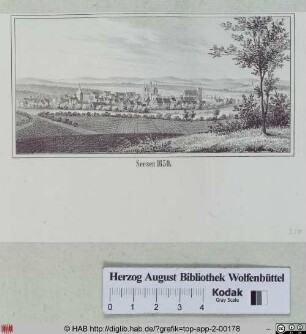 Seesen 1650.
Herzog August Bibliothek Wolfenbüttel
0 1 2 3 4
Kodak
Gray Scale
© HAB http://diglib.hab.de/?grafik=top-app-2-00178